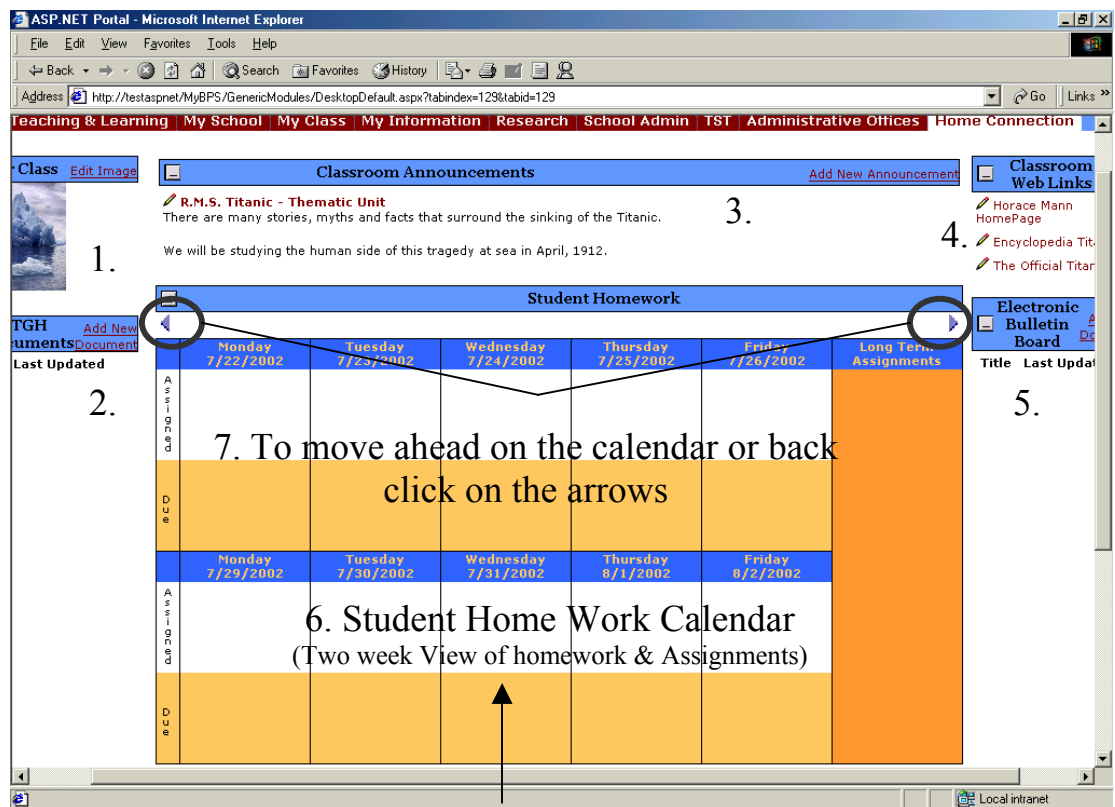 ASP.NET Portal - Microsoft Internet Explorer
File Edit View Favorites Tools Help
Back Search Favorites History
Address http://testaspnet/MyBPS/GenericModules/DesktopDefault.aspx?tabindex=129&tabid=129 Go Links »
Teaching & Learning My School My Class My Information Research School Admin TST Administrative Offices Home Connection
Class Edit Image
1.
TGH Add New
uments Document
Last Updated
2.
Classroom Announcements Add New Announcement
R.M.S. Titanic - Thematic Unit
There are many stories, myths and facts that surround the sinking of the Titanic.
We will be studying the human side of this tragedy at sea in April, 1912.
3.
Classroom
Web Links
Horace Mann
HomePage
Encyclopedia Tit
The Official Titan
4.
Electronic
Bulletin A
Board Do
Title Last Updat
5.
Student Homework
Monday Tuesday Wednesday Thursday Friday Long Term
7/22/2002 7/23/2002 7/24/2002 7/25/2002 7/26/2002 Assignments
Assigned
7. To move ahead on the calendar or back
click on the arrows
Due
Monday Tuesday Wednesday Thursday Friday
7/29/2002 7/30/2002 7/31/2002 8/1/2002 8/2/2002
Assigned
6. Student Home Work Calendar
(Two week View of homework & Assignments)
Due
Local intranet